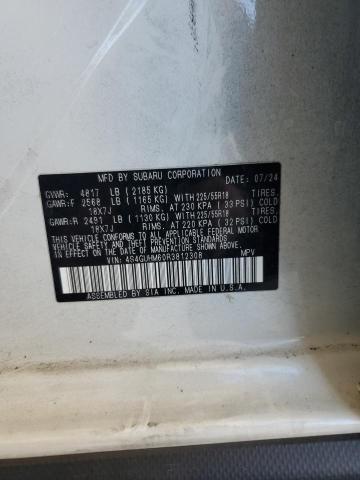 MFD BY SUBARU CORPORATION DATE: 07/24
GVWR: 4817 LB (2185 KG)
GAWR:F 2568 LB (1165 KG) WITH 225/55R18 TIRES,
18X7J RIMS, AT 230 KPA (33 PSI) COLD
GAWR:R 2491 LB (1130 KG) WITH 225/55R18 TIRES,
18X7J RIMS, AT 220 KPA (32 PSI) COLD
THIS VEHICLE CONFORMS TO ALL APPLICABLE FEDERAL MOTOR
VEHICLE SAFETY STANDARDS IN EFFECT ON THE DATE OF
MANUFACTURE SHOWN ABOVE.
VIN: 4S4GUHM60R3812308 MPV
ASSEMBLED BY SIA INC. MADE IN U.S.A.